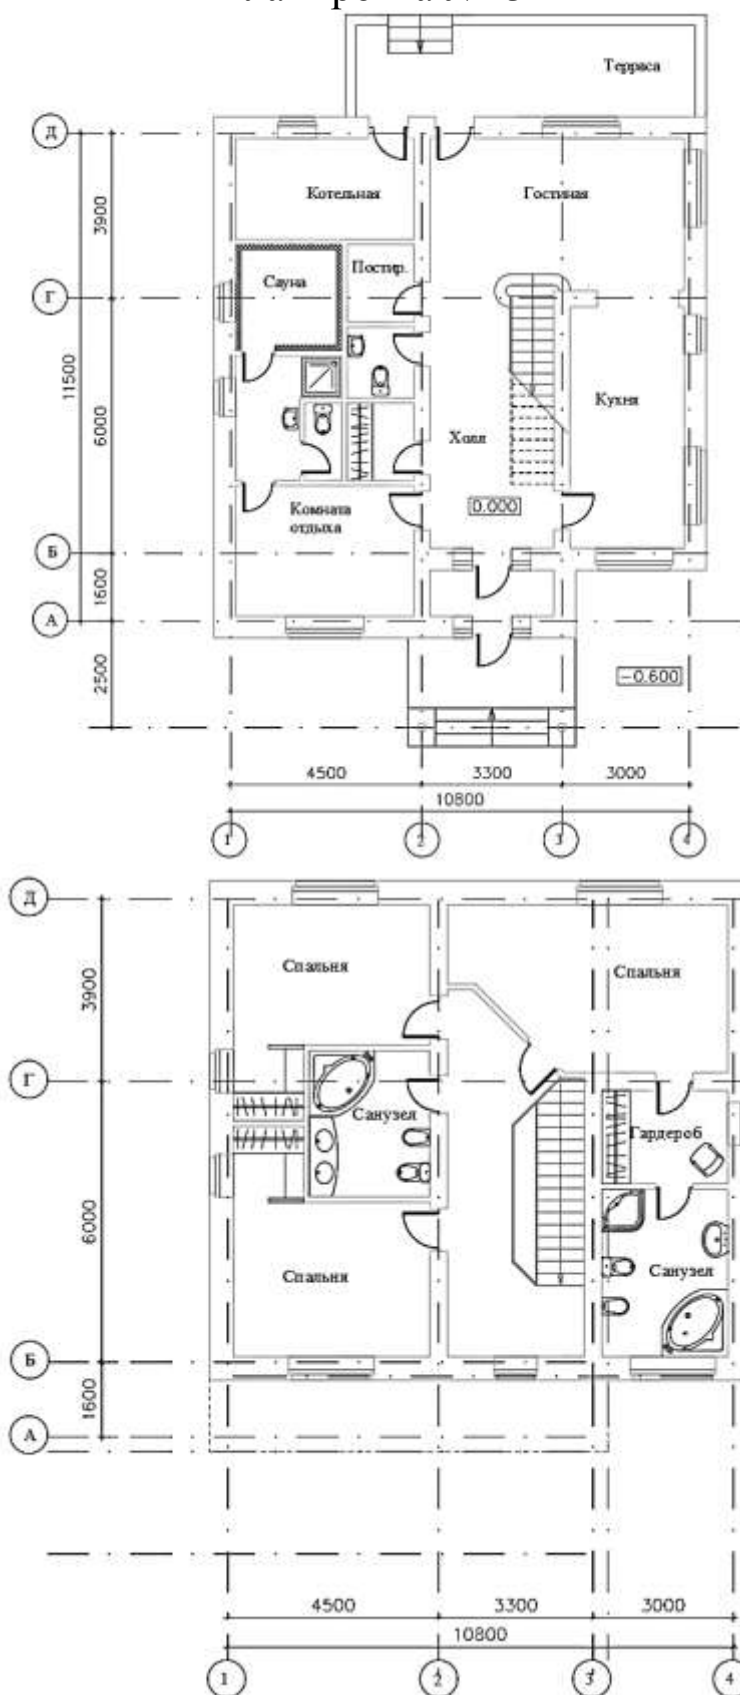 Терраса
Д
Котельная
Гостиная
3900
Сауна
Постир.
Г
11500
6000
Кухня
Холл
Комната
отдыха
0.000
Б
1600
А
2500
-0.600
4500
3300
3000
10800
1
2
3
4
Д
Спальня
Спальня
3900
Г
Санузел
Гардероб
6000
Спальня
Санузел
Б
1600
А
4500
3300
3000
10800
1
2
3
4